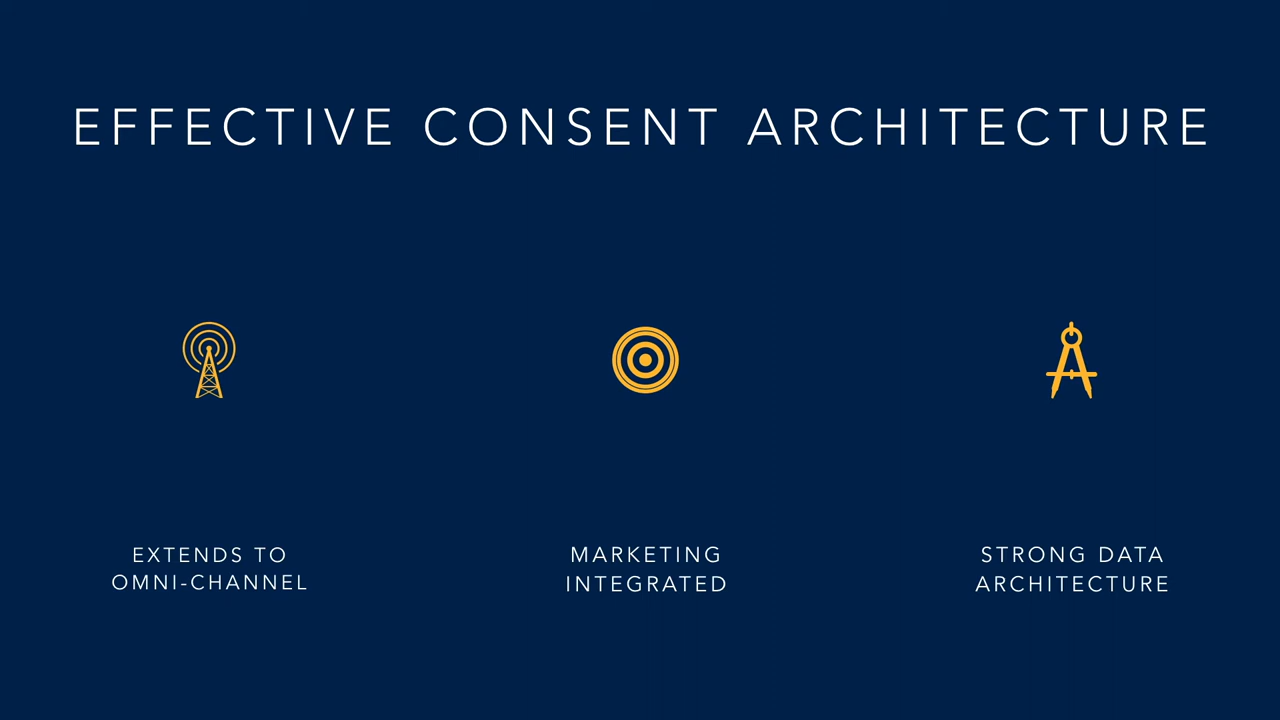 EFFECTIVE CONSENT ARCHITECTURE
EXTENDS TO
OMNI-CHANNEL
MARKETING
INTEGRATED
STRONG DATA
ARCHITECTURE